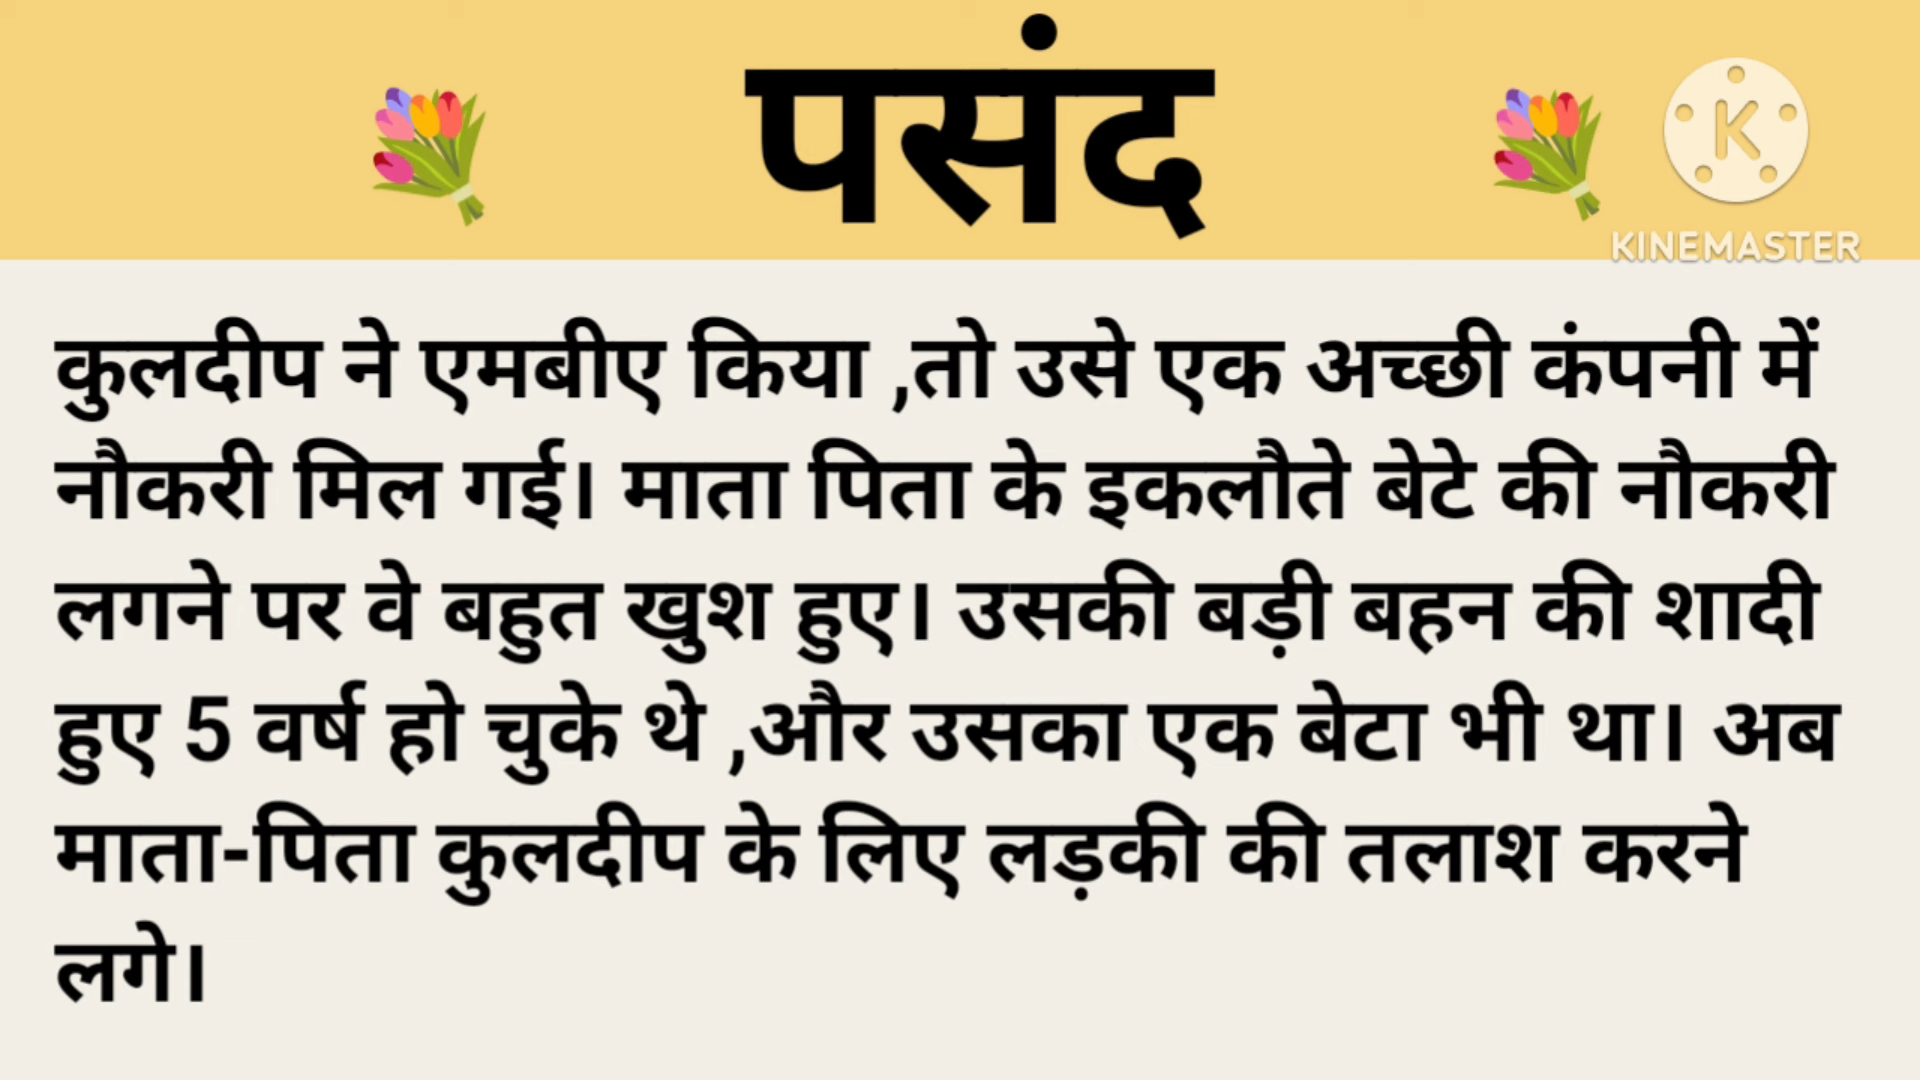 पसंद
K
KINEMASTER
कुलदीप ने एमबीए किया ,तो उसे एक अच्छी कंपनी में
नौकरी मिल गई। माता पिता के इकलौते बेटे की नौकरी
लगने पर वे बहुत खुश हुए। उसकी बड़ी बहन की शादी
हुए 5 वर्ष हो चुके थे ,और उसका एक बेटा भी था। अब
माता-पिता कुलदीप के लिए लड़की की तलाश करने
लगे।